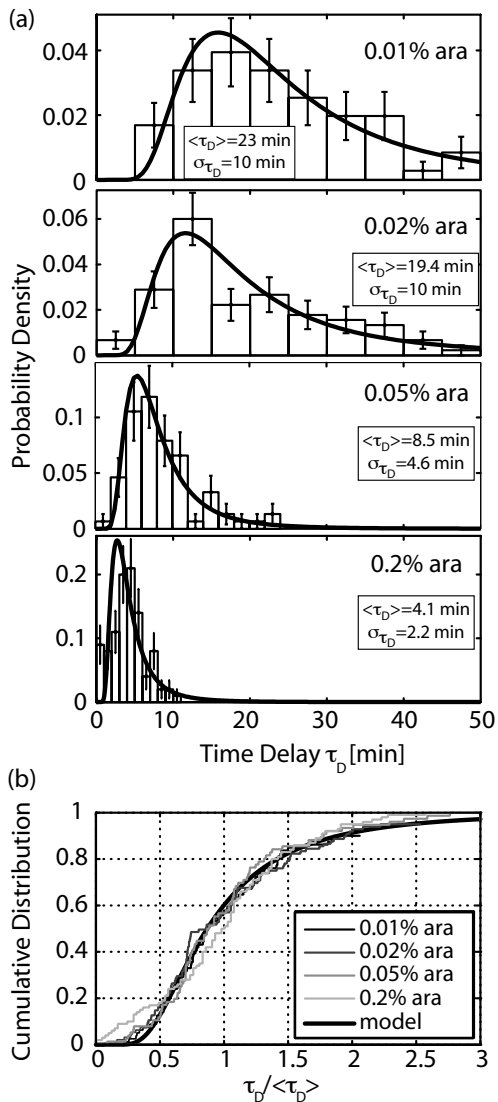 (a)
Probability Density
0.04
0.02
0
0.01% ara
<τD>=23 min
στD=10 min
0.06
0.04
0.02
0
0.02% ara
<τD>=19.4 min
στD=10 min
0.1
0.05
0
0.05% ara
<τD>=8.5 min
στD=4.6 min
0.2
0.1
0
0.2% ara
<τD>=4.1 min
στD=2.2 min
0 10 20 30 40 50
Time Delay τD [min]
(b)
Cumulative Distribution
1
0.8
0.6
0.4
0.2
0
0.01% ara
0.02% ara
0.05% ara
0.2% ara
model
0 0.5 1 1.5 2 2.5 3
τD/<τD>